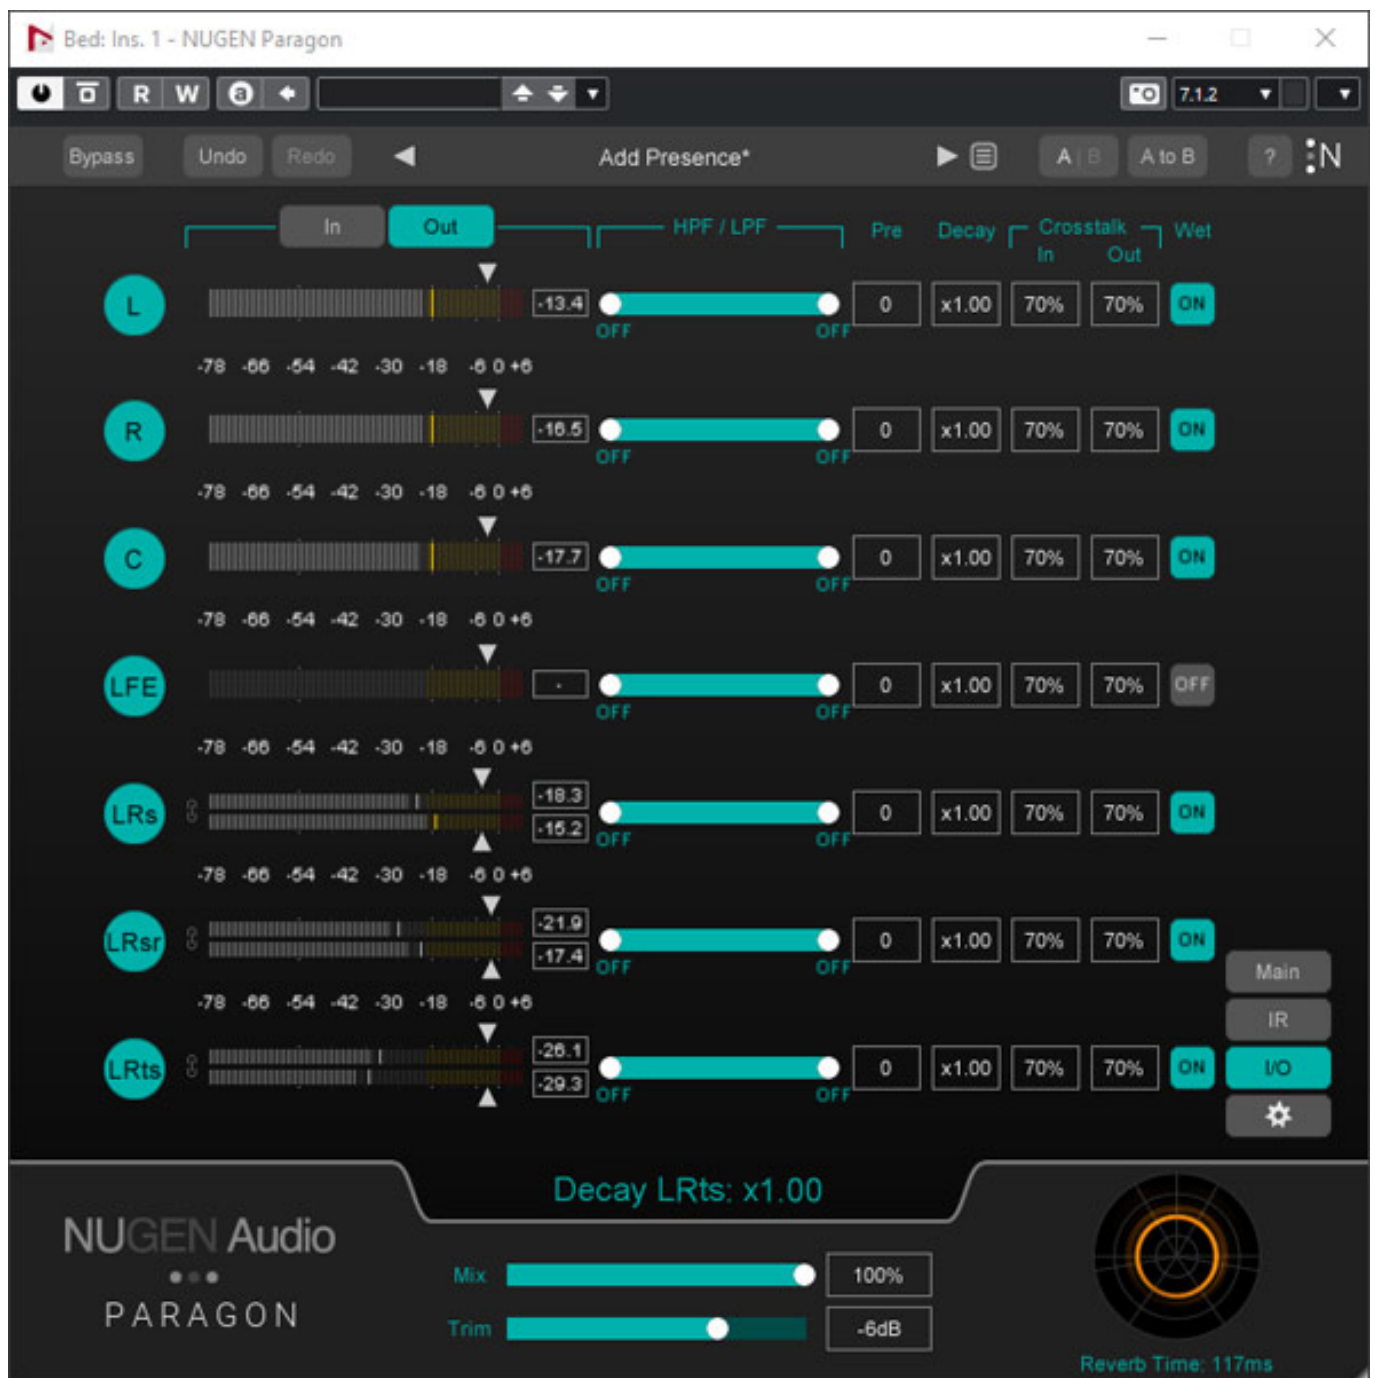 Bed: Ins. 1 - NUGEN Paragon
R W a 7.1.2
Bypass Undo Redo Add Presence* A | B A to B ? :N
In Out HPF / LPF Pre Decay Crosstalk Wet
In Out
L -13.4 0 x1.00 70% 70% ON
OFF OFF
-78 -66 -54 -42 -30 -18 -6 0 +6
R -16.5 0 x1.00 70% 70% ON
OFF OFF
-78 -66 -54 -42 -30 -18 -6 0 +6
C -17.7 0 x1.00 70% 70% ON
OFF OFF
-78 -66 -54 -42 -30 -18 -6 0 +6
LFE - 0 x1.00 70% 70% OFF
OFF OFF
-78 -66 -54 -42 -30 -18 -6 0 +6
LRs -18.3 0 x1.00 70% 70% ON
-15.2
OFF OFF
-78 -66 -54 -42 -30 -18 -6 0 +6
LRsr -21.9 0 x1.00 70% 70% ON
-17.4
OFF OFF
Main
-78 -66 -54 -42 -30 -18 -6 0 +6
IR
LRts -26.1 0 x1.00 70% 70% ON I/O
-29.3
OFF OFF
Decay LRts: x1.00
NUGEN Audio
PARAGON
Mix 100%
Trim -6dB
Reverb Time: 117ms